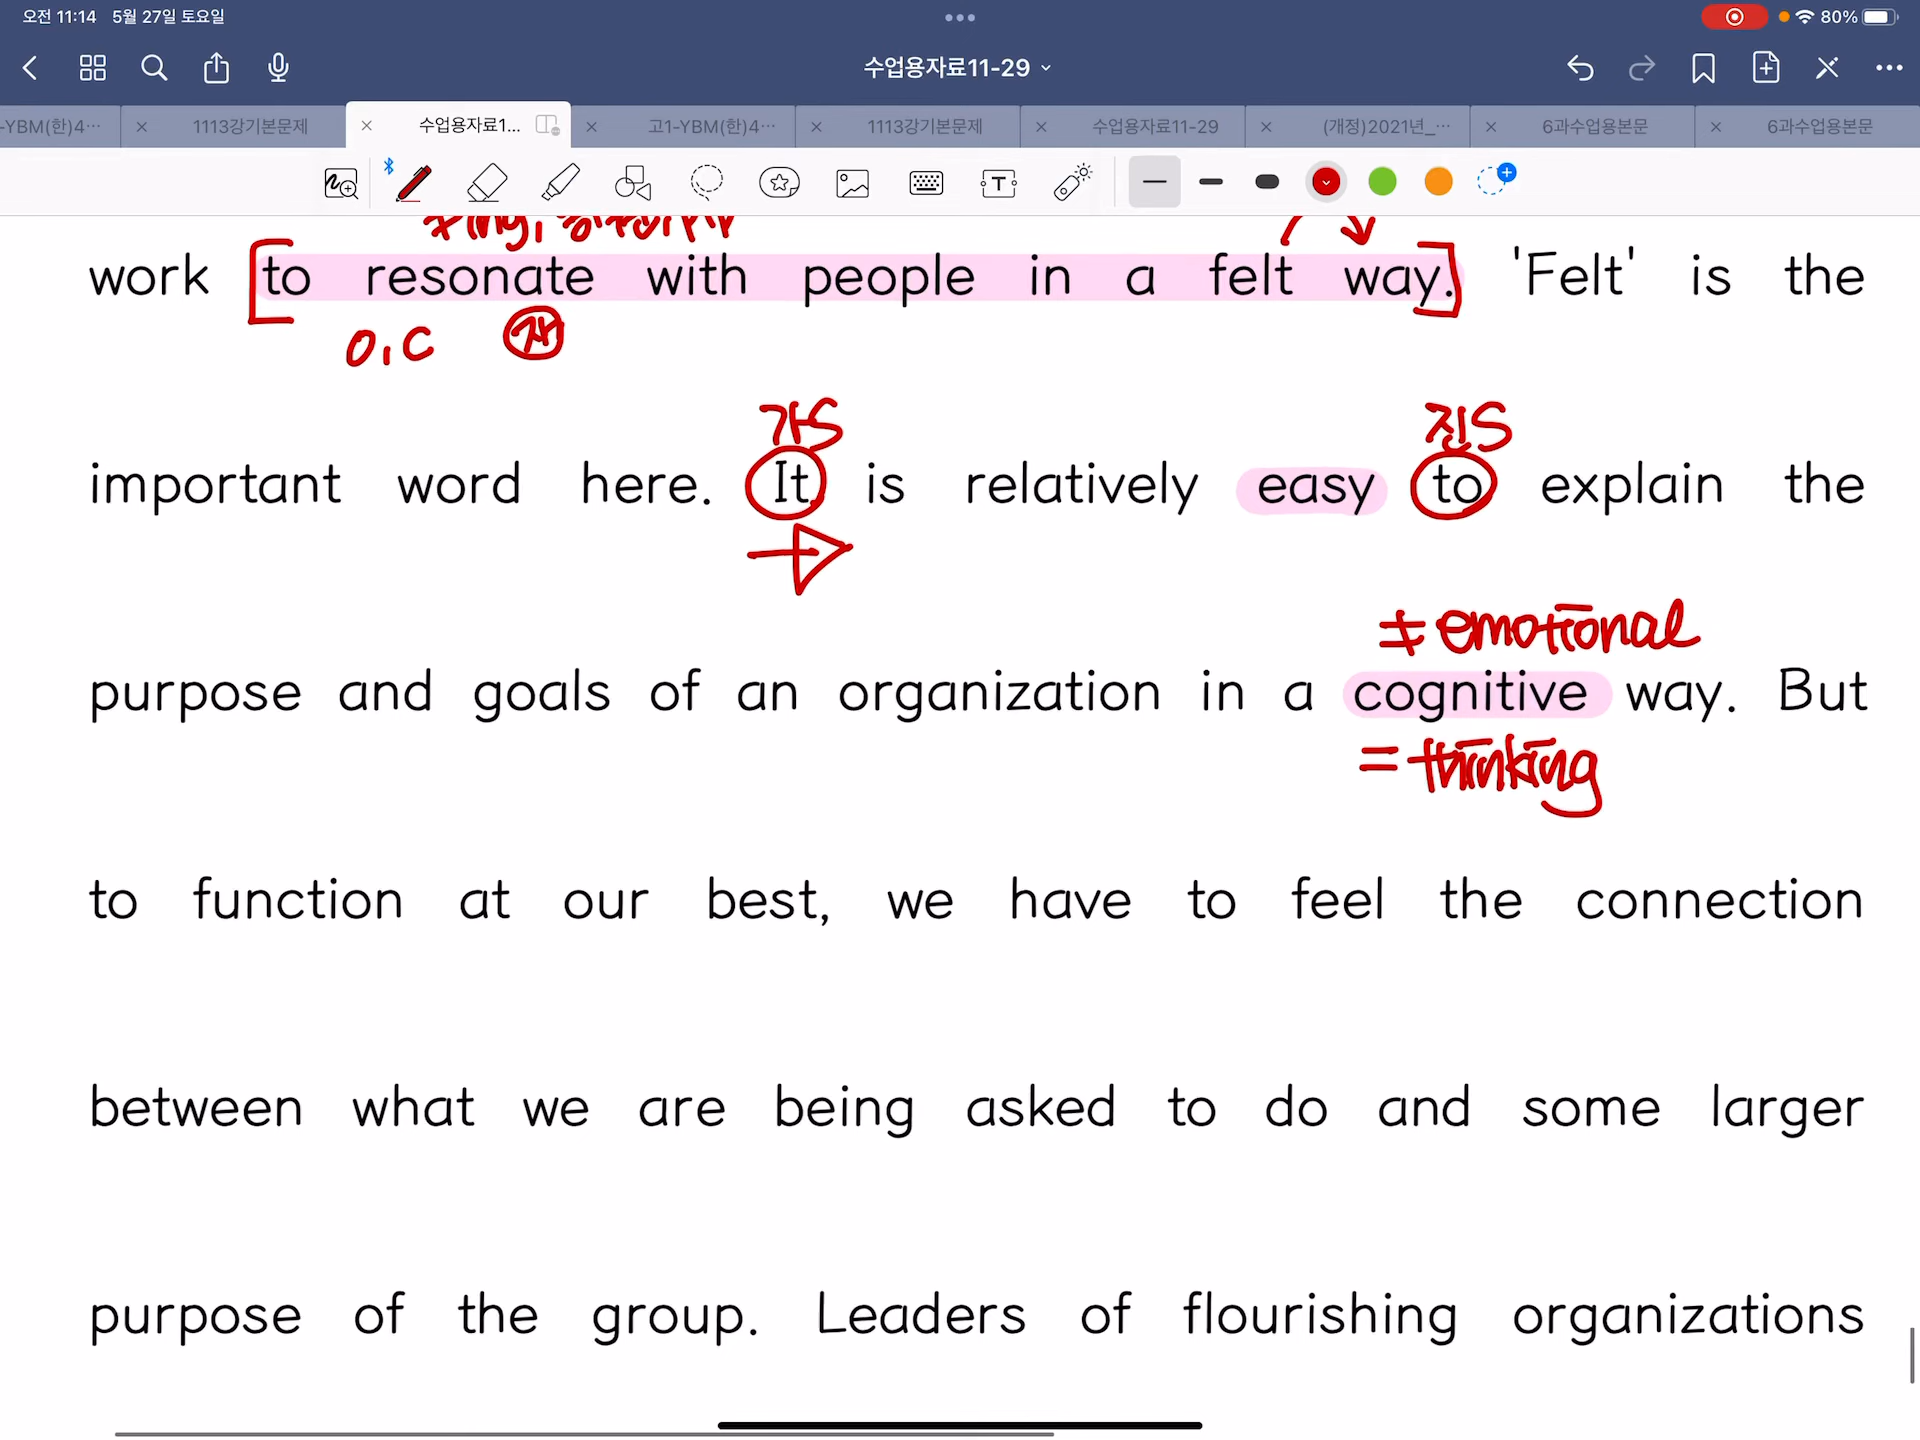 오전 11:14 5월 27일 토요일
80%
수업용자료11-29
-YBM(한)4…
1113강기본문제
수업용자료1...
고1-YBM(한)4…
1113강기본문제
수업용자료11-29
(개정)2021년_…
6과수업용본문
6과수업용본문
work [to resonate with people in a felt way.] 'Felt' is the
O,C
가S 진S
important word here. It is relatively easy to explain the
≠ emotional
purpose and goals of an organization in a cognitive way. But
= thinking
to function at our best, we have to feel the connection
between what we are being asked to do and some larger
purpose of the group. Leaders of flourishing organizations